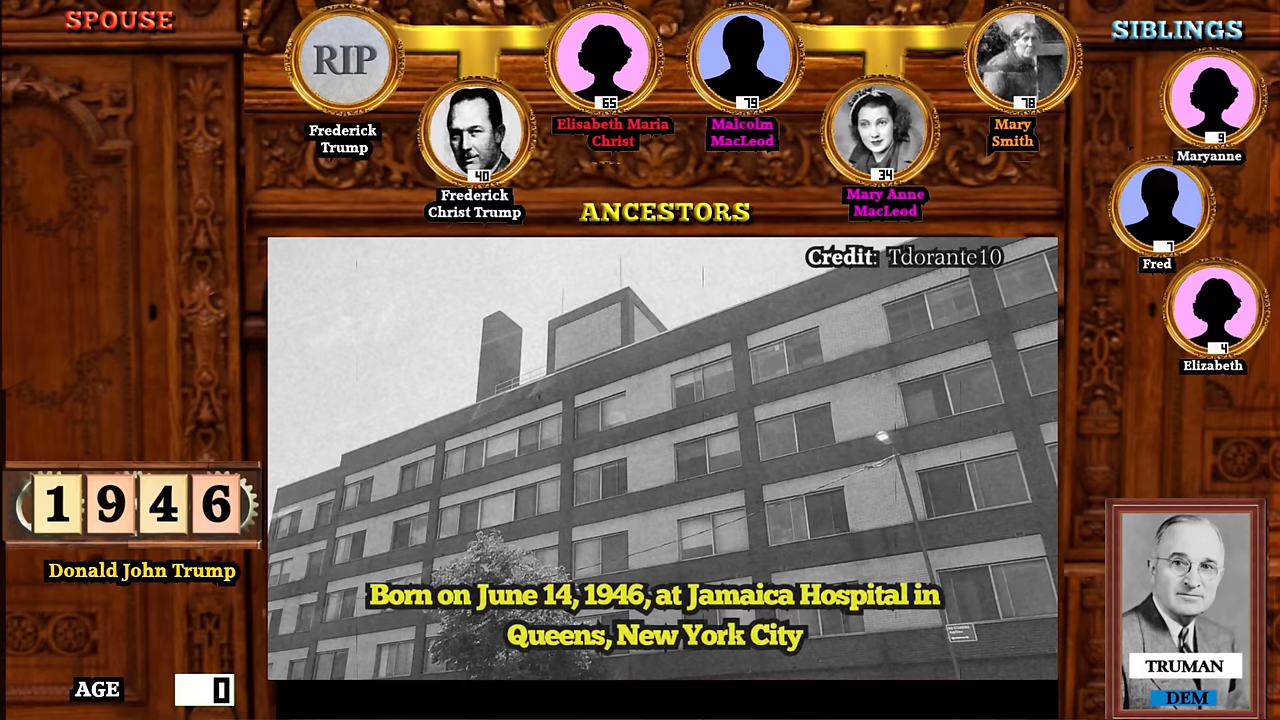 SPOUSE
SIBLINGS
RIP
Frederick
Trump
40
Frederick
Christ Trump
65
Elisabeth Maria
Christ
79
Malcolm
MacLeod
34
Mary Anne
MacLeod
78
Mary
Smith
ANCESTORS
9
Maryanne
7
Fred
4
Elizabeth
Credit: Tdorante10
1946
Donald John Trump
AGE 0
Born on June 14, 1946, at Jamaica Hospital in
Queens, New York City
TRUMAN
DEM